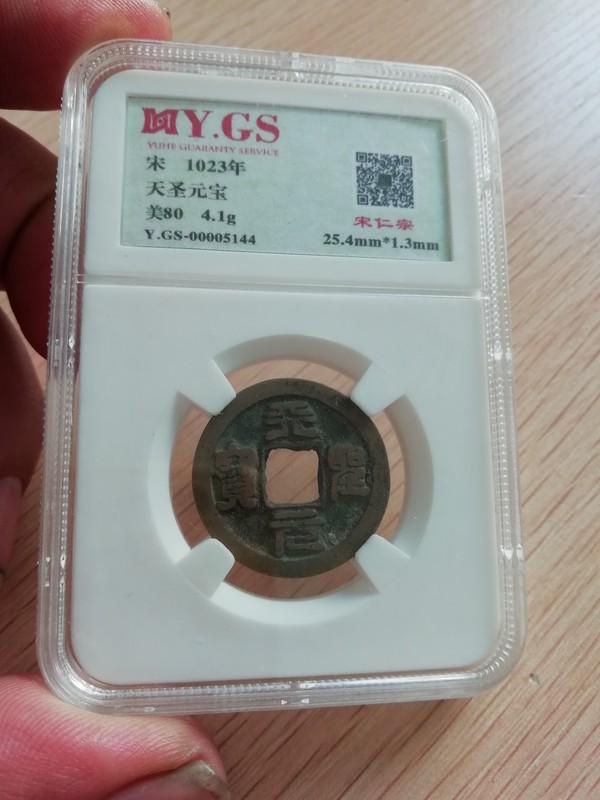 Y.GS
YUHE GUARANTY SERVICE
宋 1023年
天圣元宝
美80 4.1g
宋仁宗
Y.GS-00005144
25.4mm*1.3mm
天聖元寶